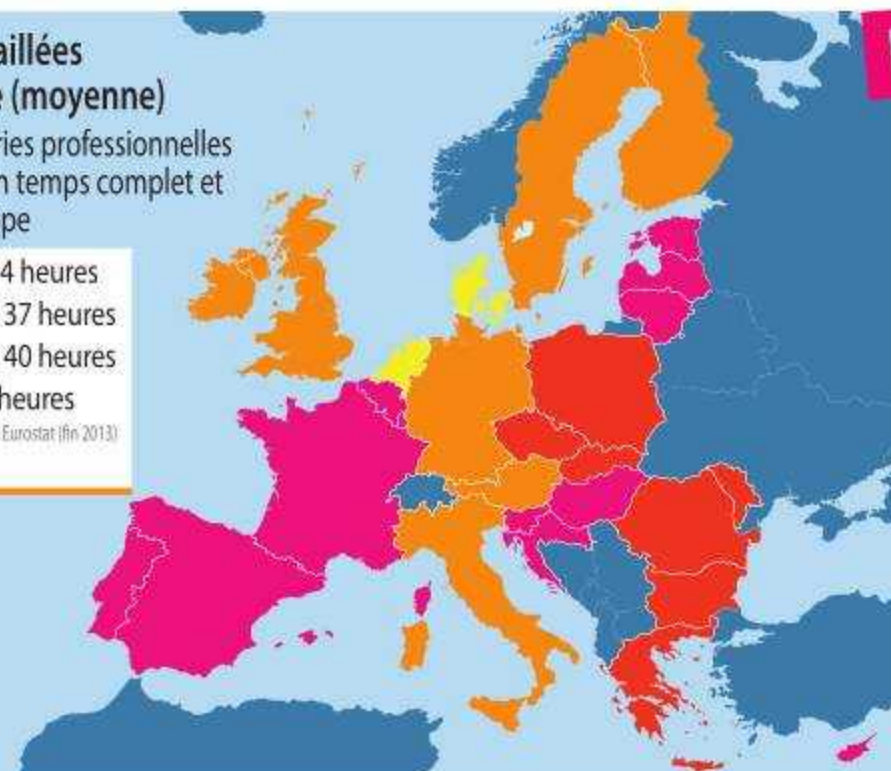 aillées
e (moyenne)
ries professionnelles
n temps complet et
pe
4 heures
37 heures
40 heures
heures
Eurostat (fin 2013)